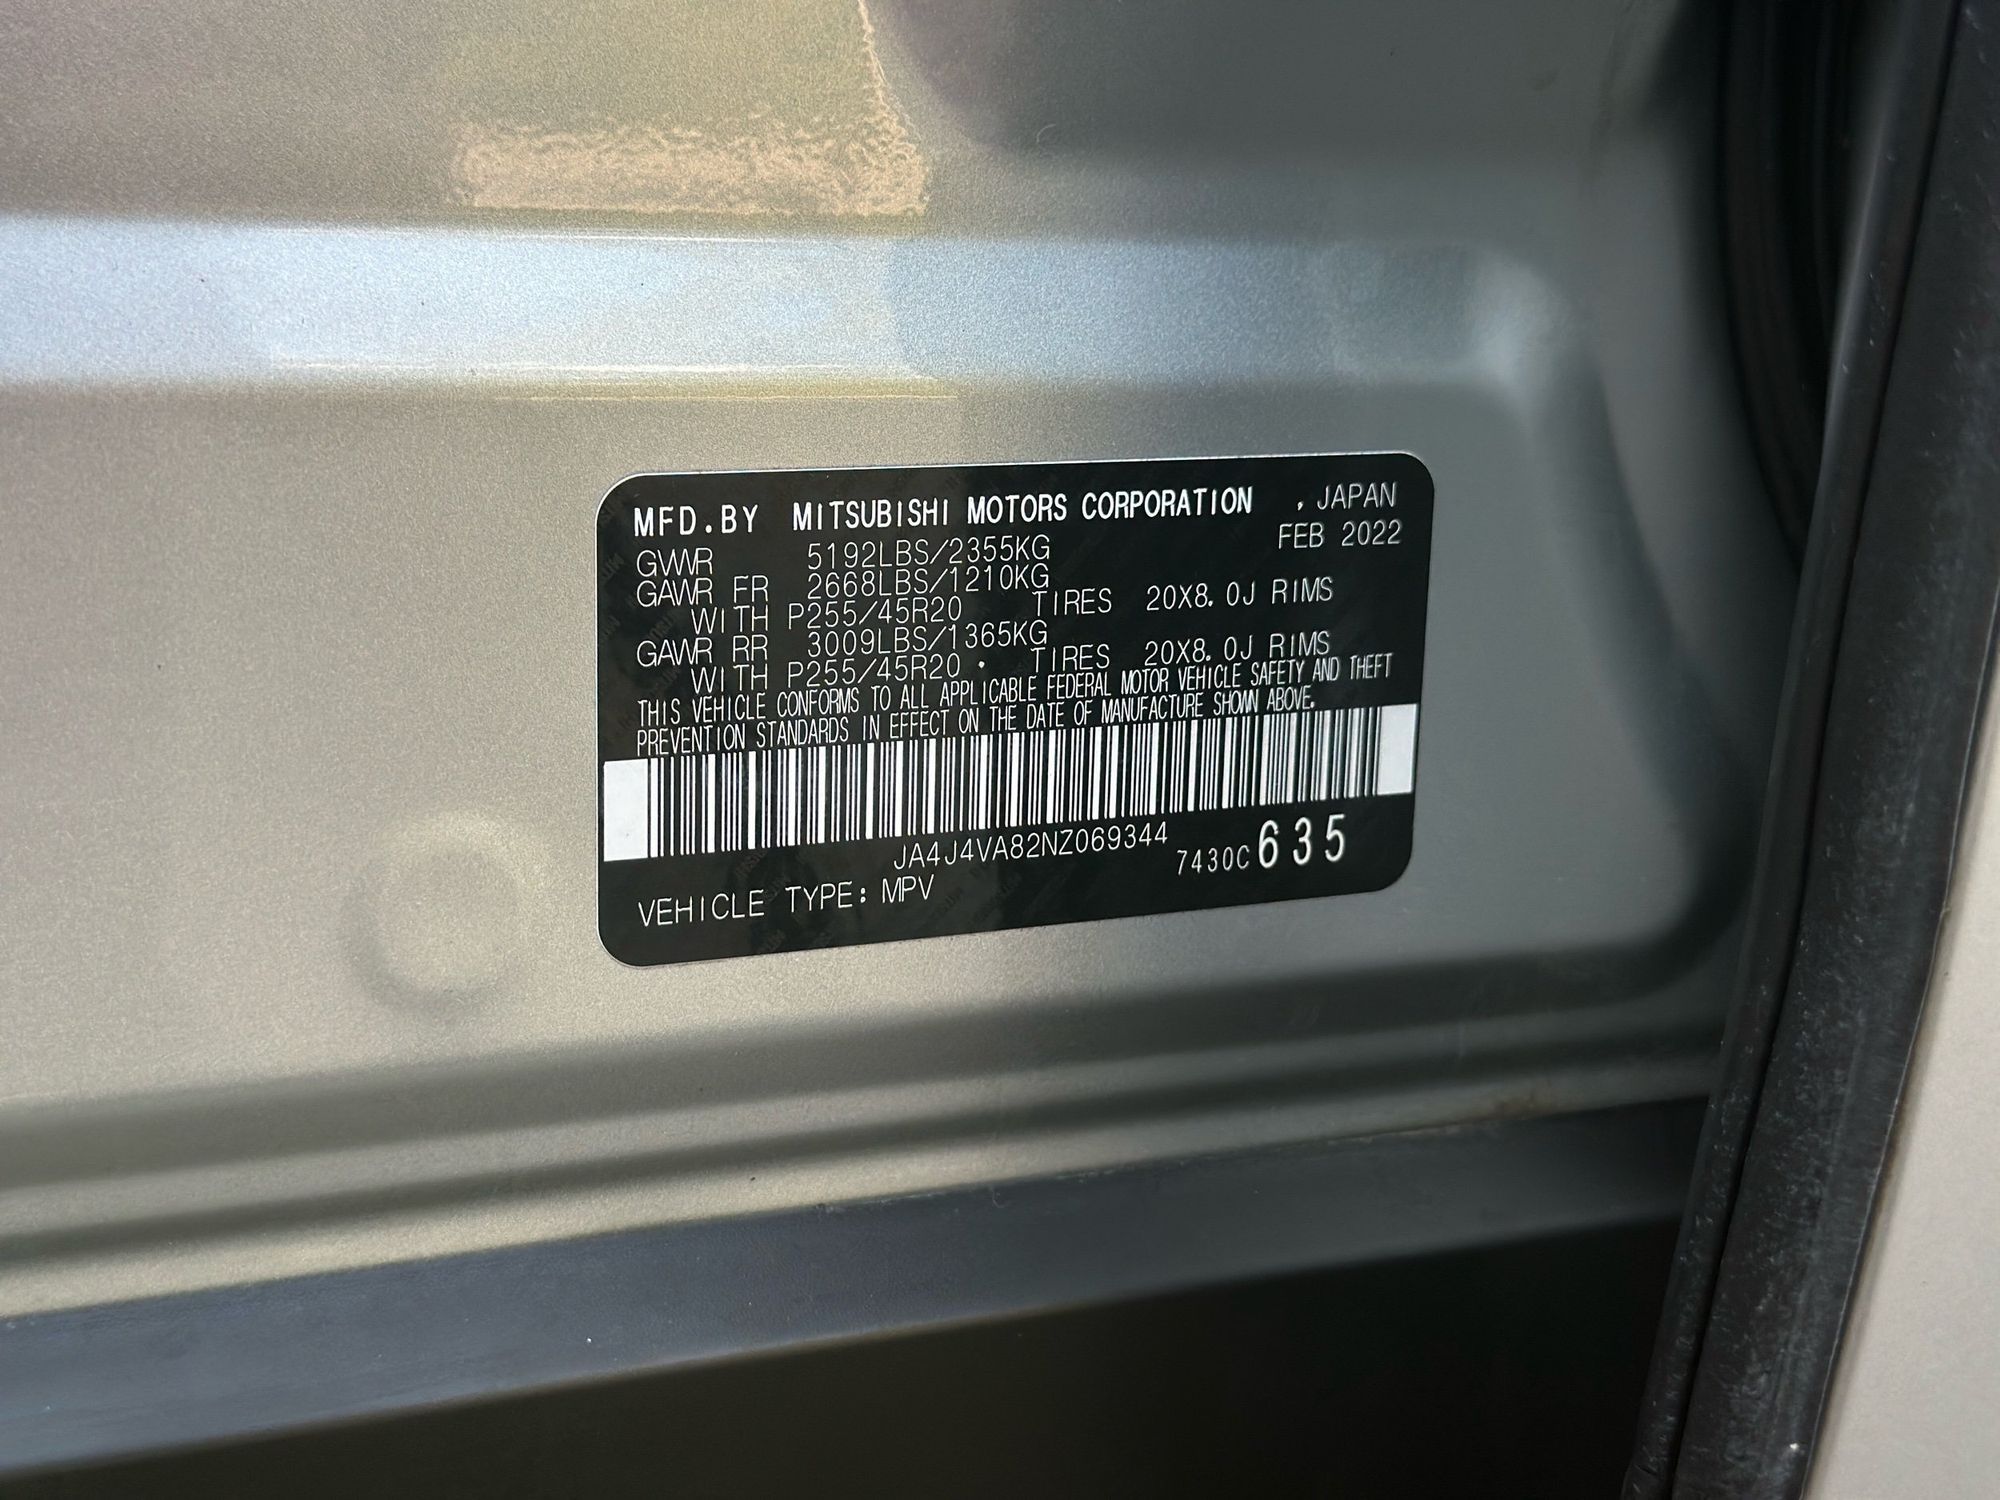 MFD.BY MITSUBISHI MOTORS CORPORATION , JAPAN
FEB 2022
GVWR 5192LBS/2355KG
GAWR FR 2668LBS/1210KG
WITH P255/45R20 TIRES 20X8.0J RIMS
GAWR RR 3009LBS/1365KG
WITH P255/45R20 . TIRES 20X8.0J RIMS
THIS VEHICLE CONFORMS TO ALL APPLICABLE FEDERAL MOTOR VEHICLE SAFETY AND THEFT
PREVENTION STANDARDS IN EFFECT ON THE DATE OF MANUFACTURE SHOWN ABOVE.
JA4J4VA82NZ069344 7430C 635
VEHICLE TYPE: MPV